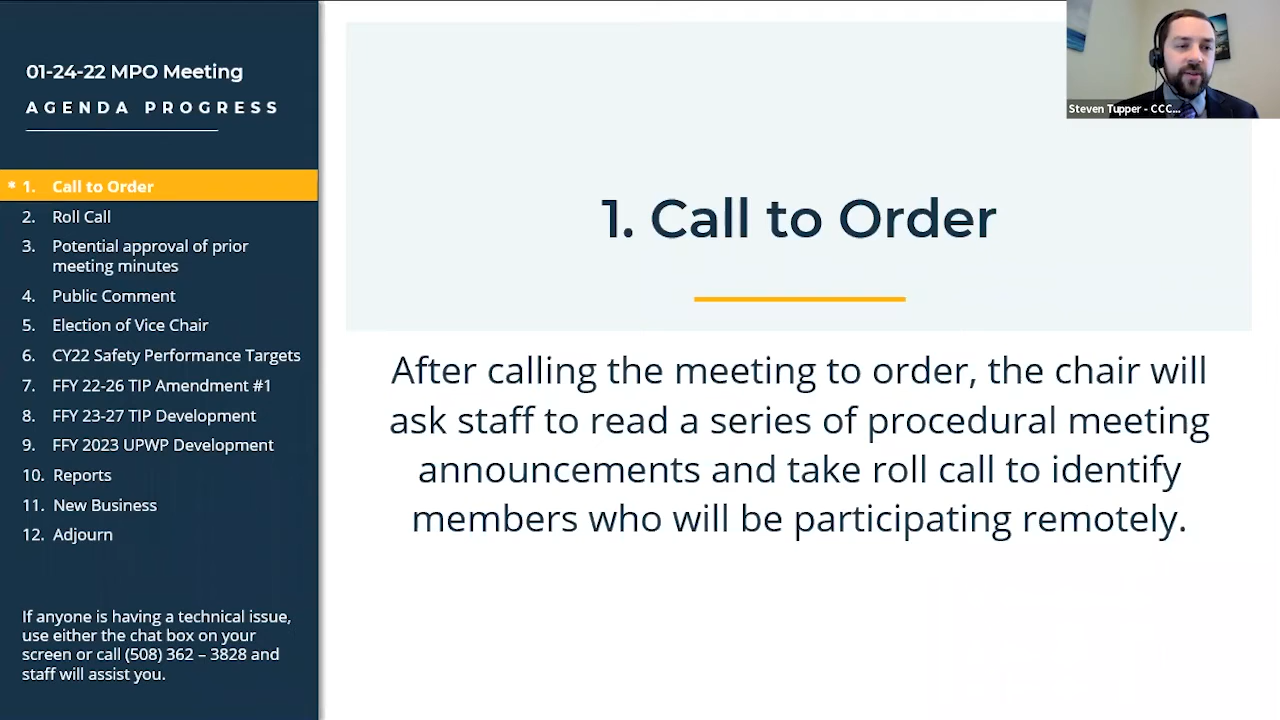 01-24-22 MPO Meeting
AGENDA PROGRESS
* 1. Call to Order
2. Roll Call
3. Potential approval of prior
meeting minutes
4. Public Comment
5. Election of Vice Chair
6. CY22 Safety Performance Targets
7. FFY 22-26 TIP Amendment #1
8. FFY 23-27 TIP Development
9. FFY 2023 UPWP Development
10. Reports
11. New Business
12. Adjourn
If anyone is having a technical issue,
use either the chat box on your
screen or call (508) 362 – 3828 and
staff will assist you.
1. Call to Order
After calling the meeting to order, the chair will
ask staff to read a series of procedural meeting
announcements and take roll call to identify
members who will be participating remotely.
Steven Tupper - CCC...